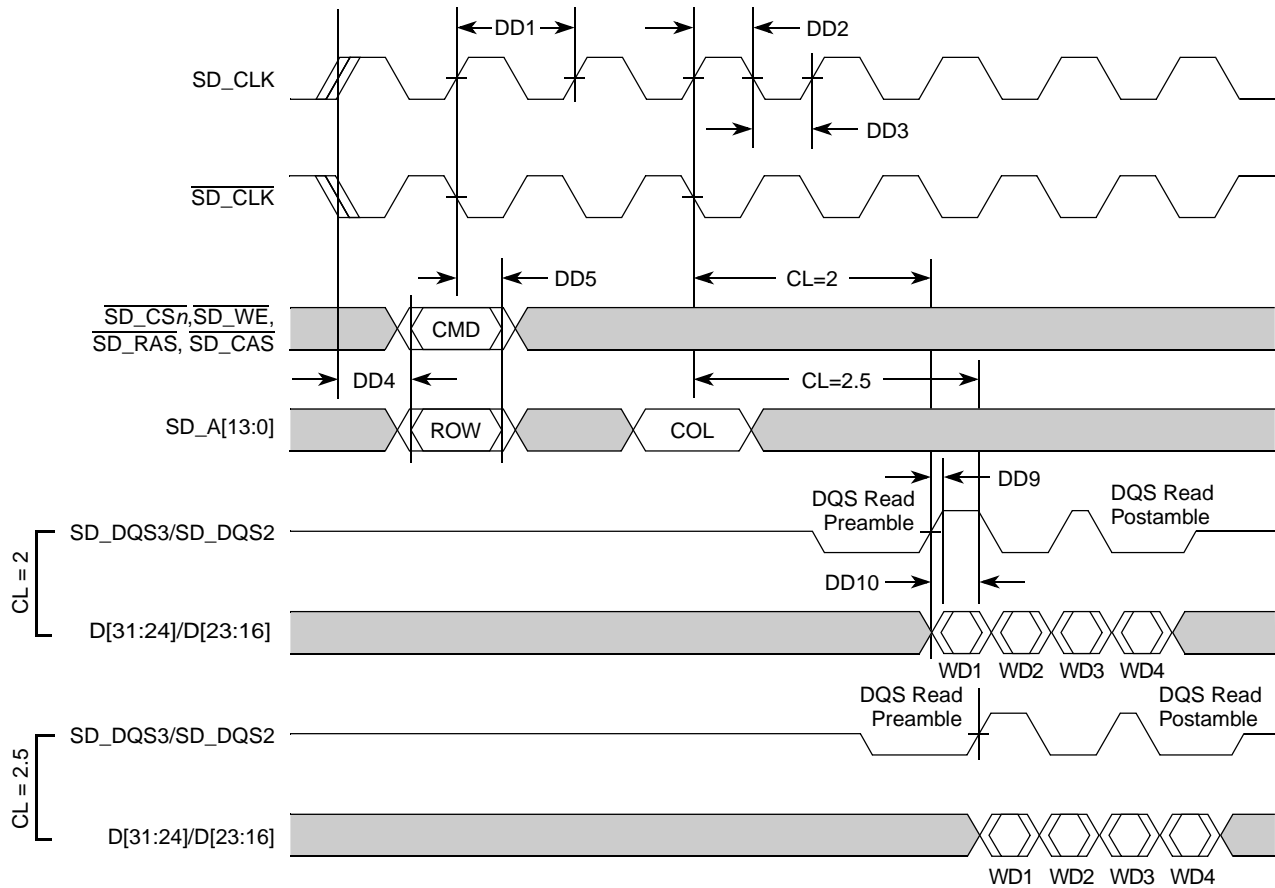 DD1
DD2
SD_CLK
DD3
SD_CLK
CL=2
DD5
SD_CSn,SD_WE,
SD_RAS, SD_CAS
CMD
DD4
CL=2.5
SD_A[13:0]
ROW
COL
DD9
DQS Read
Preamble
DQS Read
Postamble
SD_DQS3/SD_DQS2
CL = 2
DD10
D[31:24]/D[23:16]
WD1 WD2 WD3 WD4
DQS Read
Preamble
DQS Read
Postamble
SD_DQS3/SD_DQS2
CL = 2.5
D[31:24]/D[23:16]
WD1 WD2 WD3 WD4